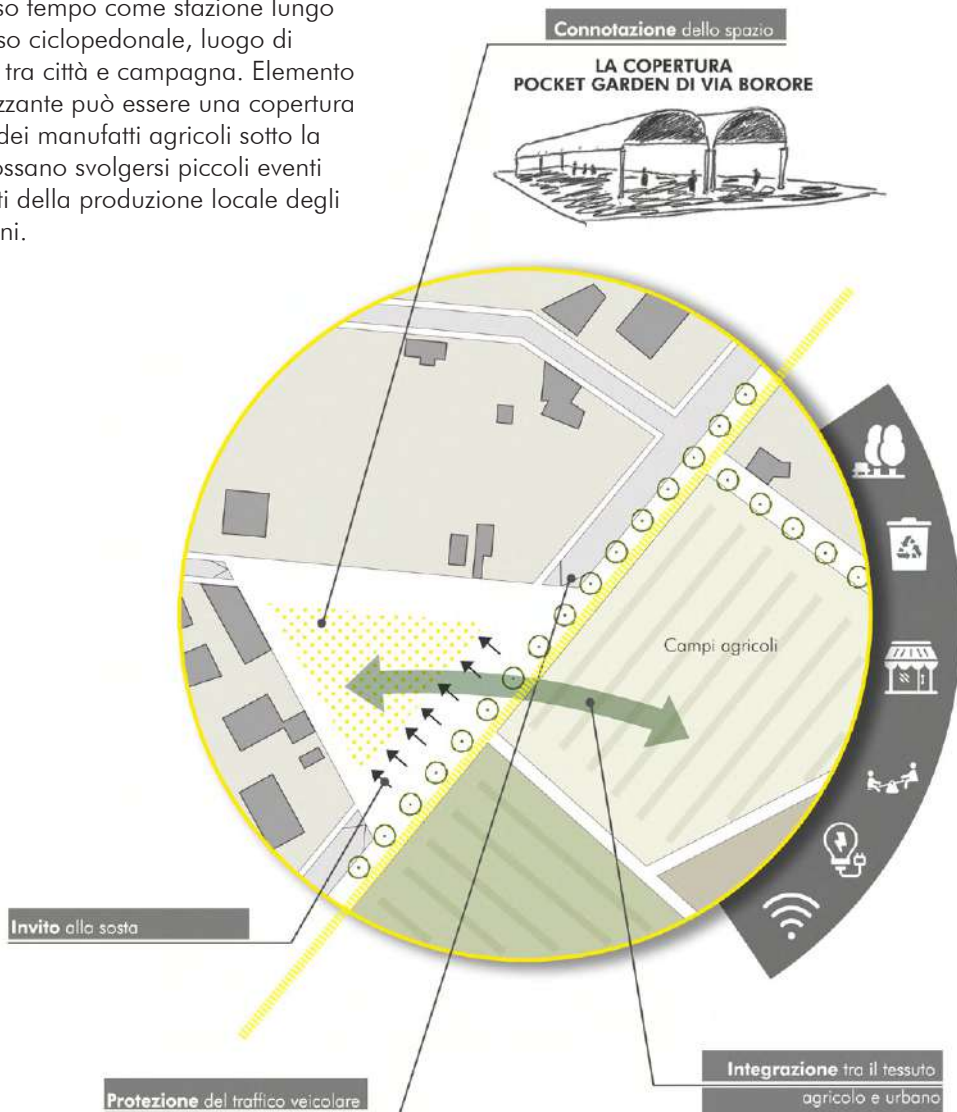 so tempo come stazione lungo
so ciclopedonale, luogo di
tra città e campagna. Elemento
zzante può essere una copertura
dei manufatti agricoli sotto la
ossano svolgersi piccoli eventi
ti della produzione locale degli
ni.
Connotazione dello spazio
LA COPERTURA
POCKET GARDEN DI VIA BORORE
Campi agricoli
Invito alla sosta
Protezione del traffico veicolare
Integrazione tra il tessuto
agricolo e urbano